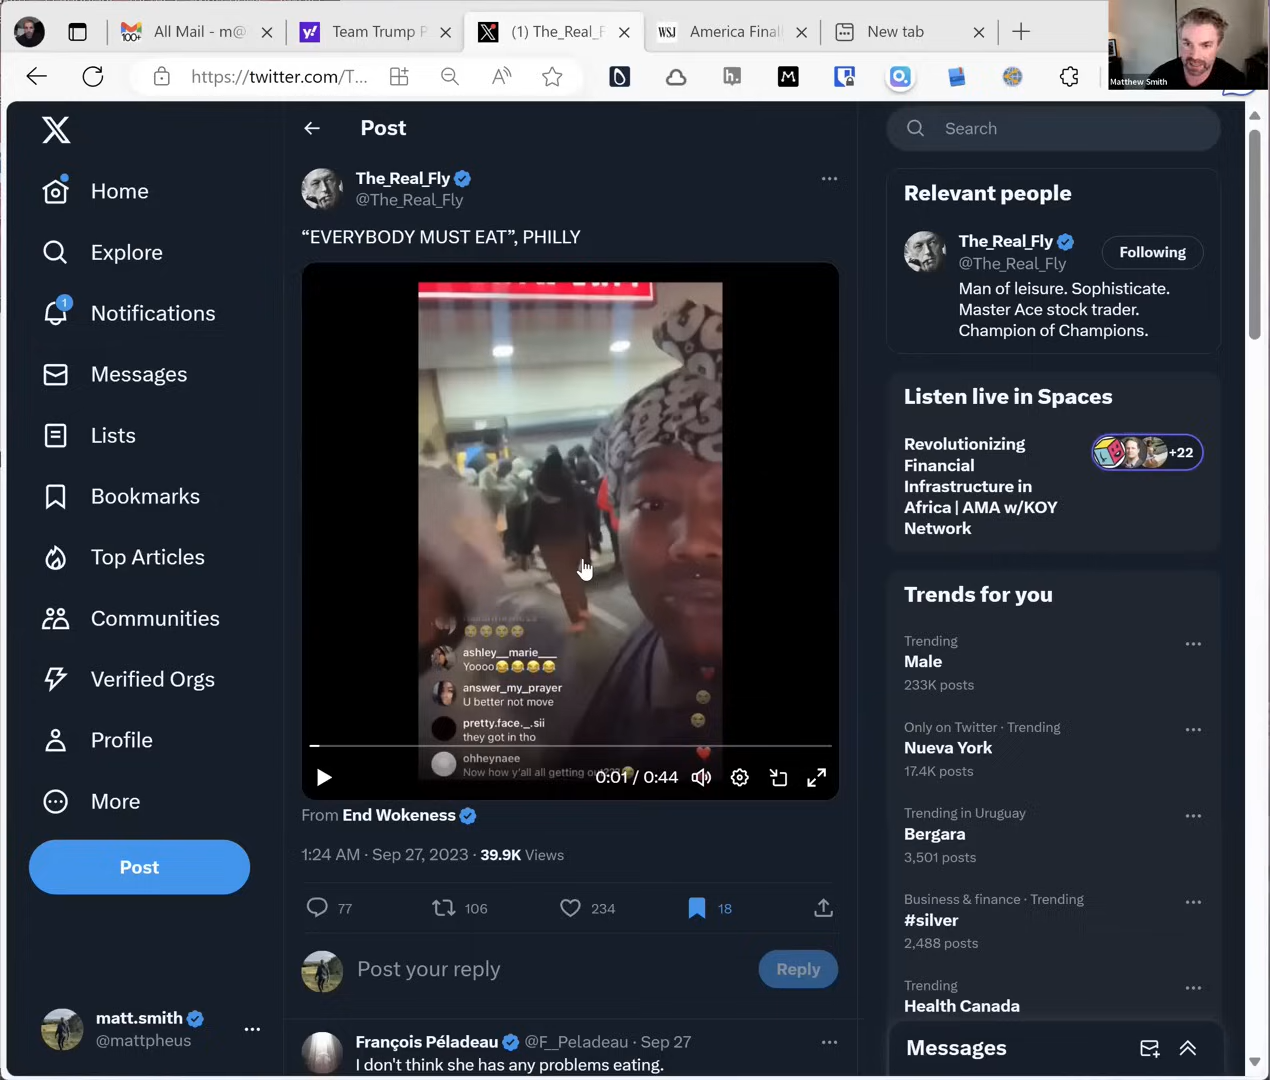 All Mail - m@
Team Trump P
(1) The_Real_F
WSJ
America Final
New tab
Matthew Smith
https://twitter.com/T...
Home
Explore
1
Notifications
Messages
Lists
Bookmarks
Top Articles
Communities
Verified Orgs
Profile
More
Post
matt.smith
@mattpheus
Post
The_Real_Fly
@The_Real_Fly
“EVERYBODY MUST EAT”, PHILLY
ashley__marie___
Yoooo😂😂😂😂
answer_my_prayer
U better not move
pretty.face._.sii
they got in tho
ohheynaee
Now how y'all all getting
0:01 / 0:44
From End Wokeness
1:24 AM · Sep 27, 2023 · 39.9K Views
77
106
234
18
Post your reply
Reply
François Péladeau @F_Peladeau · Sep 27
I don't think she has any problems eating.
Search
Relevant people
The_Real_Fly
@The_Real_Fly
Following
Man of leisure. Sophisticate.
Master Ace stock trader.
Champion of Champions.
Listen live in Spaces
Revolutionizing
Financial
Infrastructure in
Africa | AMA w/KOY
Network
+22
Trends for you
Trending
Male
233K posts
Only on Twitter · Trending
Nueva York
17.4K posts
Trending in Uruguay
Bergara
3,501 posts
Business & finance · Trending
#silver
2,488 posts
Trending
Health Canada
Messages